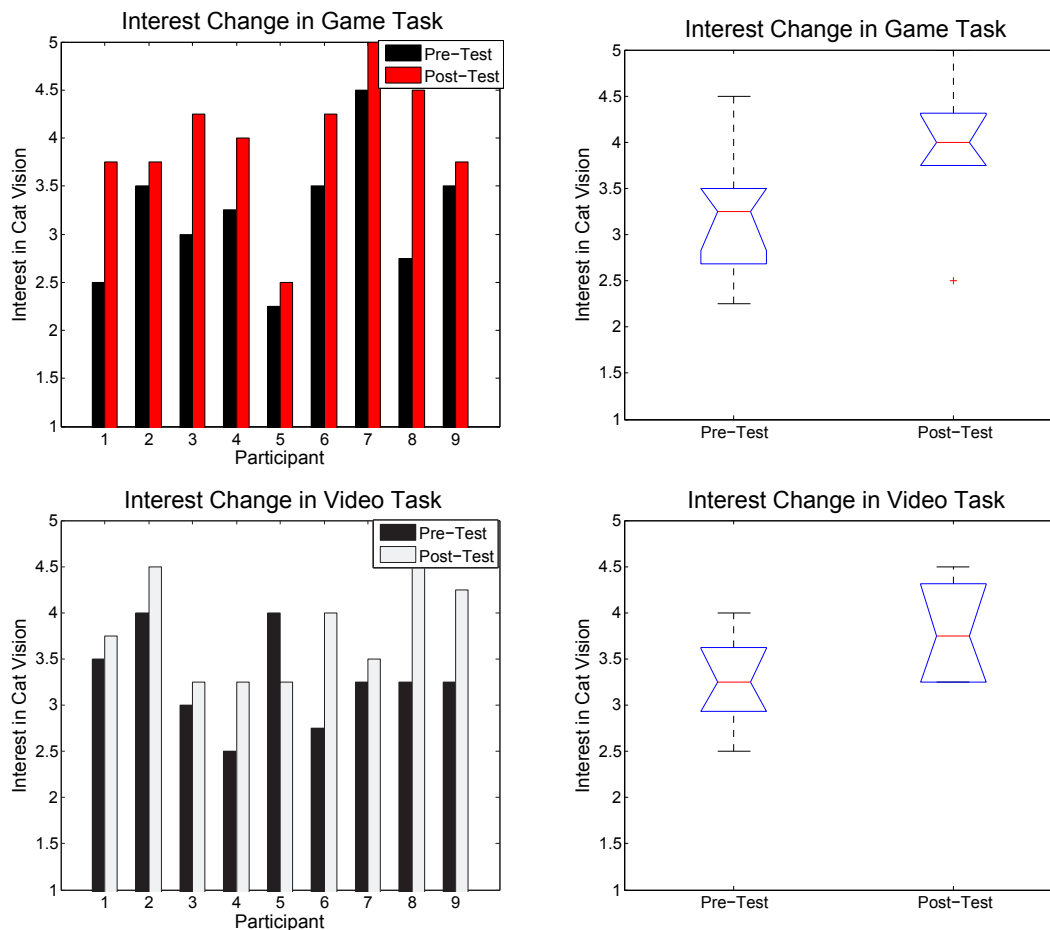 Interest Change in Game Task
Interest in Cat Vision
5
4.5
4
3.5
3
2.5
2
1.5
1
Pre−Test
Post−Test
1 2 3 4 5 6 7 8 9
Participant
Interest Change in Game Task
Interest in Cat Vision
5
4.5
4
3.5
3
2.5
2
1.5
1
Pre−Test Post−Test
Interest Change in Video Task
Interest in Cat Vision
5
4.5
4
3.5
3
2.5
2
1.5
1
Pre−Test
Post−Test
1 2 3 4 5 6 7 8 9
Participant
Interest Change in Video Task
Interest in Cat Vision
5
4.5
4
3.5
3
2.5
2
1.5
1
Pre−Test Post−Test